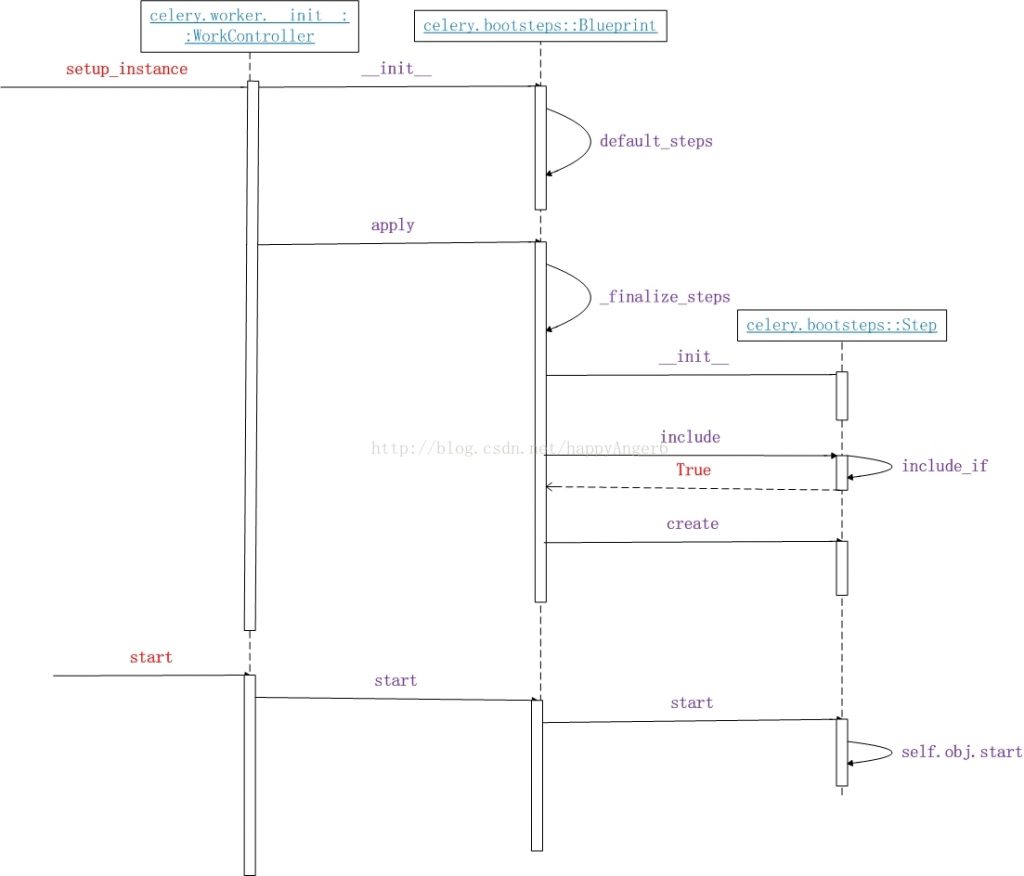 celery.worker.__init__:
:WorkController
celery.bootsteps::Blueprint
setup_instance
__init__
default_steps
apply
_finalize_steps
celery.bootsteps::Step
__init__
http://blog.csdn.net/happyAnger6
include
True
include_if
create
start
start
start
self.obj.start